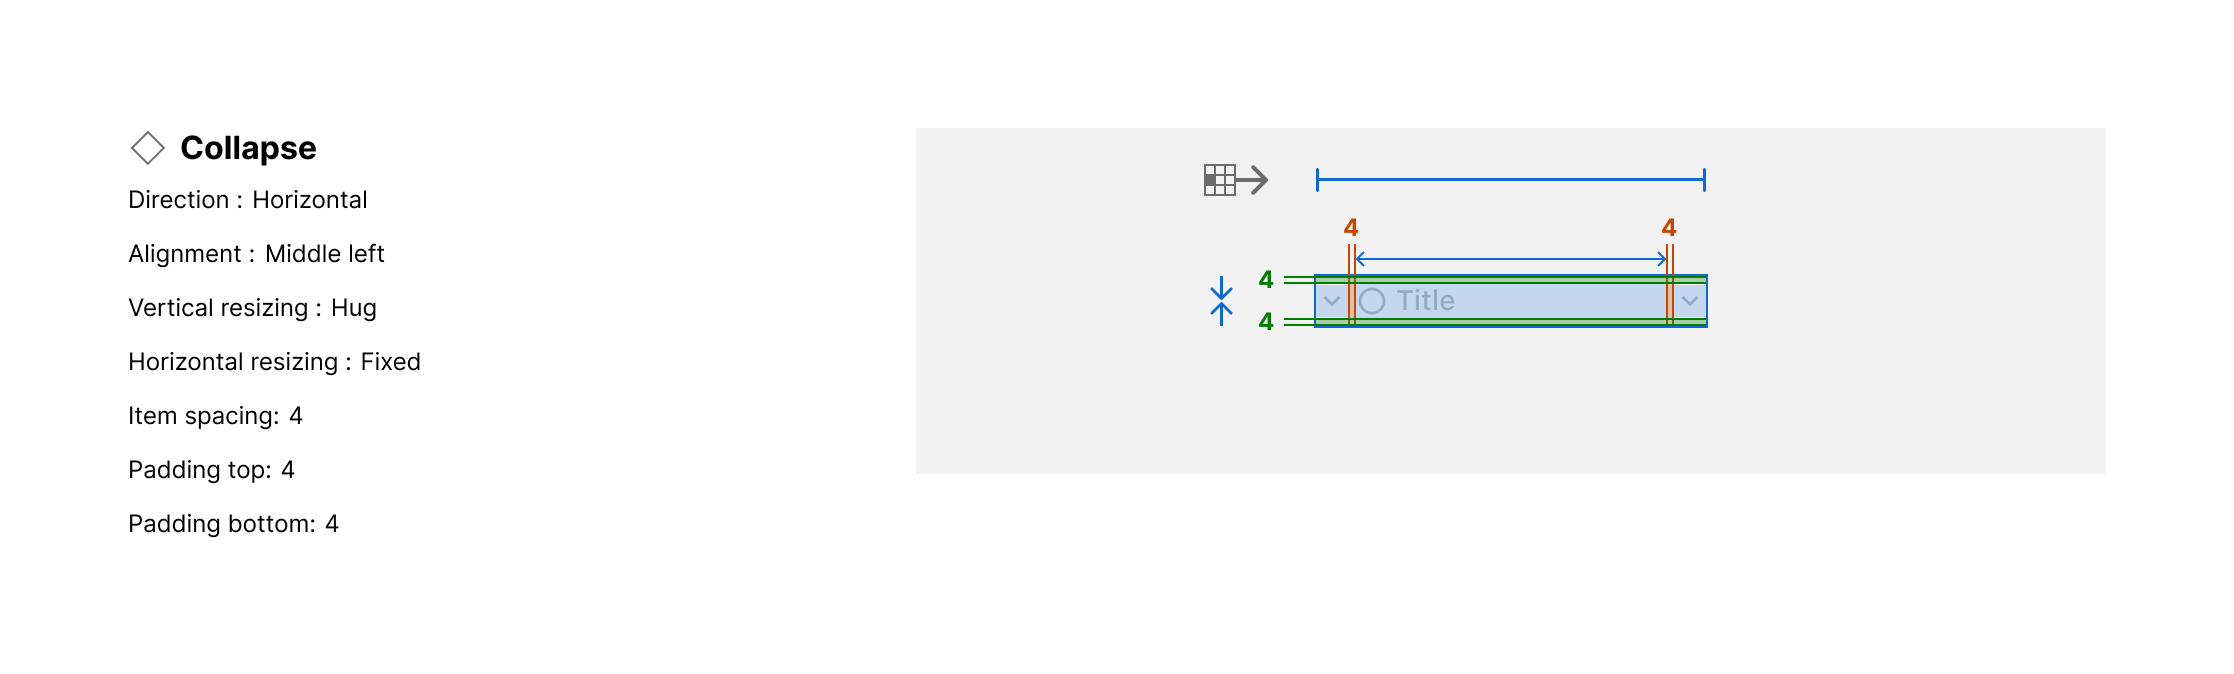 Collapse
Direction : Horizontal
Alignment : Middle left
Vertical resizing : Hug
Horizontal resizing : Fixed
Item spacing: 4
Padding top: 4
Padding bottom: 4
4 4
4
Title
4